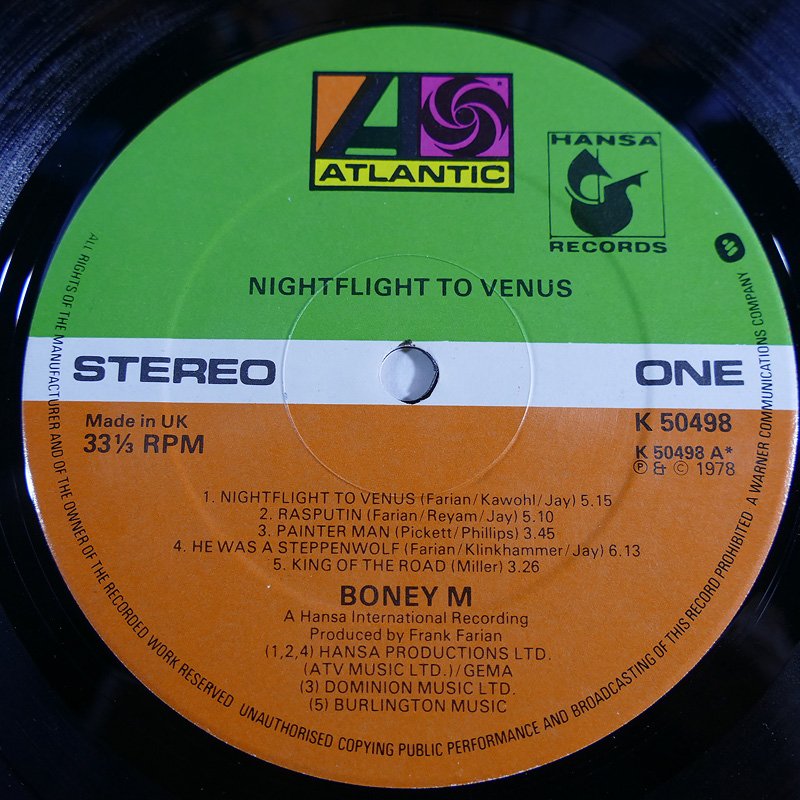 ATLANTIC
HANSA
RECORDS
NIGHTFLIGHT TO VENUS
STEREO
ONE
Made in UK
33⅓ RPM
K 50498
K 50498 A*
℗ & © 1978
1. NIGHTFLIGHT TO VENUS (Farian/Kawohl/Jay) 5.15
2. RASPUTIN (Farian/Reyam/Jay) 5.10
3. PAINTER MAN (Pickett/Phillips) 3.45
4. HE WAS A STEPPENWOLF (Farian/Klinkhammer/Jay) 6.13
5. KING OF THE ROAD (Miller) 3.26
BONEY M
A Hansa International Recording
Produced by Frank Farian
(1,2,4) HANSA PRODUCTIONS LTD.
(ATV MUSIC LTD.)/GEMA
(3) DOMINION MUSIC LTD.
(5) BURLINGTON MUSIC
ALL RIGHTS OF THE MANUFACTURER AND OF THE OWNER OF THE RECORDED WORK RESERVED UNAUTHORISED COPYING PUBLIC PERFORMANCE AND BROADCASTING OF THIS RECORD PROHIBITED A WARNER COMMUNICATIONS COMPANY